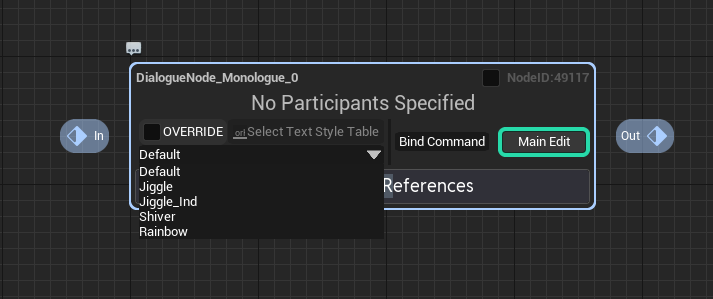 DialogueNode_Monologue_0
NodeID:49117
No Participants Specified
In
OVERRIDE
or! Select Text Style Table
Bind Command
Main Edit
Out
Default
Default
Jiggle
Jiggle_Ind
Shiver
Rainbow
References